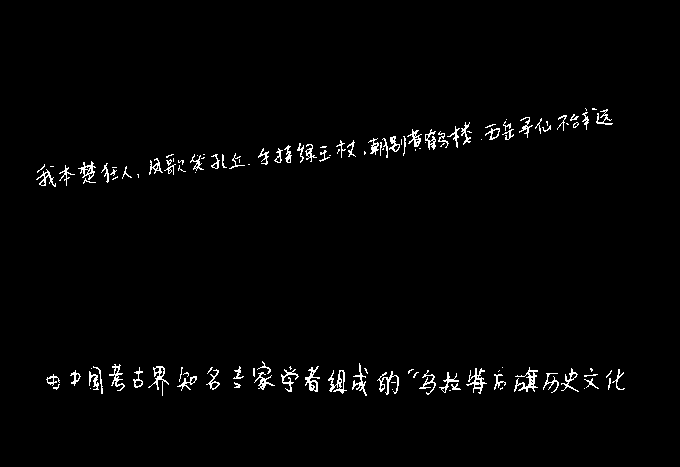 我本楚狂人,凤歌笑孔丘.手持绿玉杖,朝别黄鹤楼.五岳寻仙不辞远
由中国考古界知名专家学者组成的“乌拉特后旗历史文化